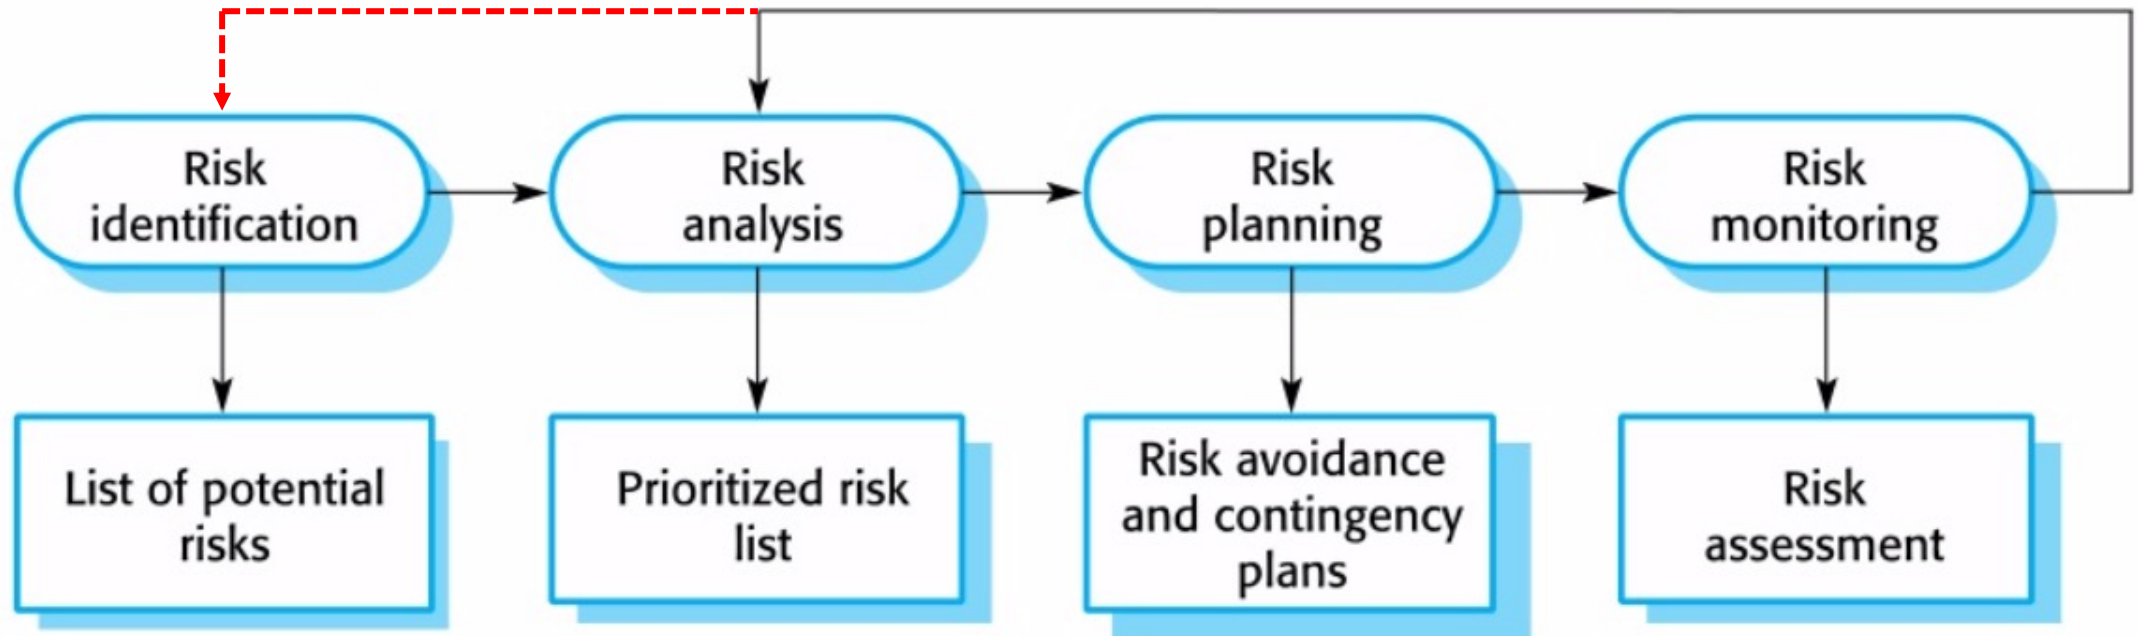 Risk
identification
Risk
analysis
Risk
planning
Risk
monitoring
List of potential
risks
Prioritized risk
list
Risk avoidance
and contingency
plans
Risk
assessment